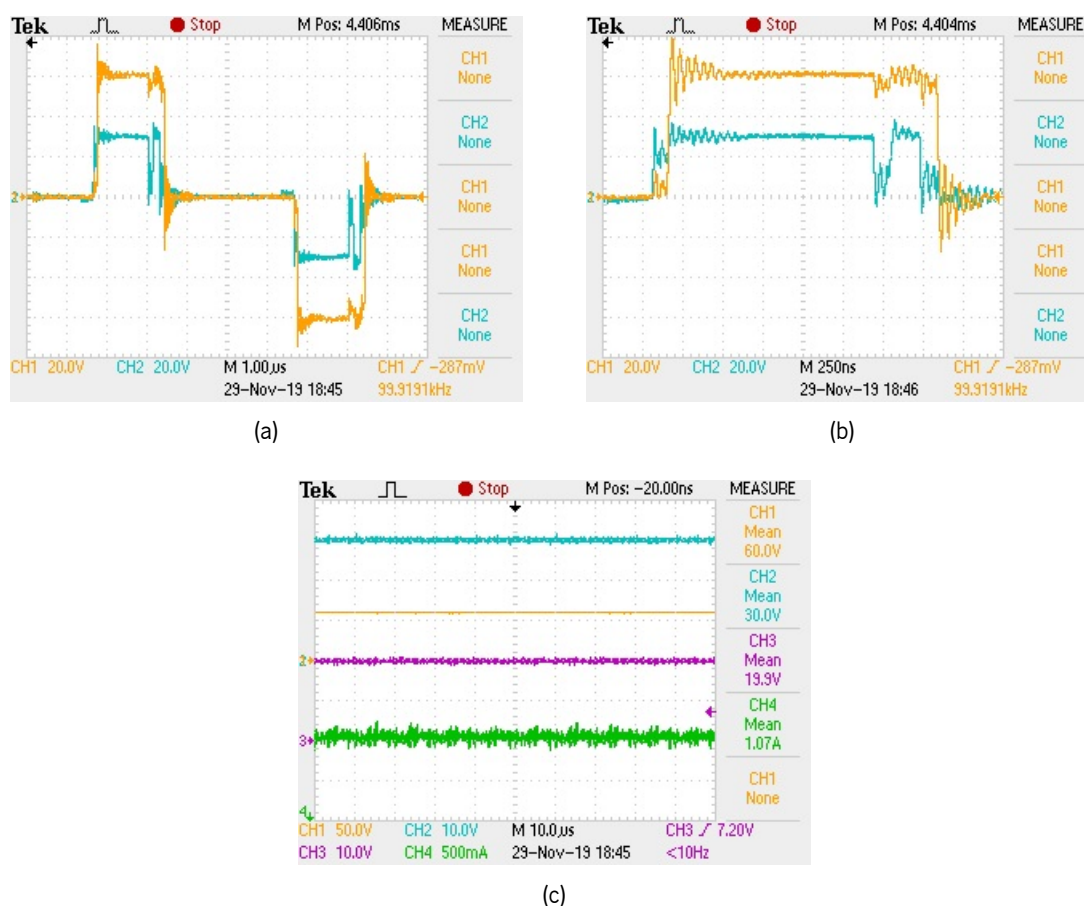 Tek Stop M Pos: 4.406ms MEASURE
CH1
None
CH2
None
CH1
None
CH1
None
CH2
None
2
CH1 20.0V CH2 20.0V M 1.00µs CH1 -287mV
29-Nov-19 18:45 99.9191kHz
(a)
Tek Stop M Pos: 4.404ms MEASURE
CH1
None
CH2
None
CH1
None
CH1
None
CH2
None
2
CH1 20.0V CH2 20.0V M 250ns CH1 -287mV
29-Nov-19 18:46 99.9191kHz
(b)
Tek Stop M Pos: -20.00ns MEASURE
CH1
Mean
60.0V
CH2
Mean
30.0V
2
CH3
Mean
19.9V
3
CH4
Mean
1.07A
CH1
None
4
CH1 50.0V CH2 10.0V M 10.0µs CH3 7.20V
CH3 10.0V CH4 500mA 29-Nov-19 18:45 <10Hz
(c)